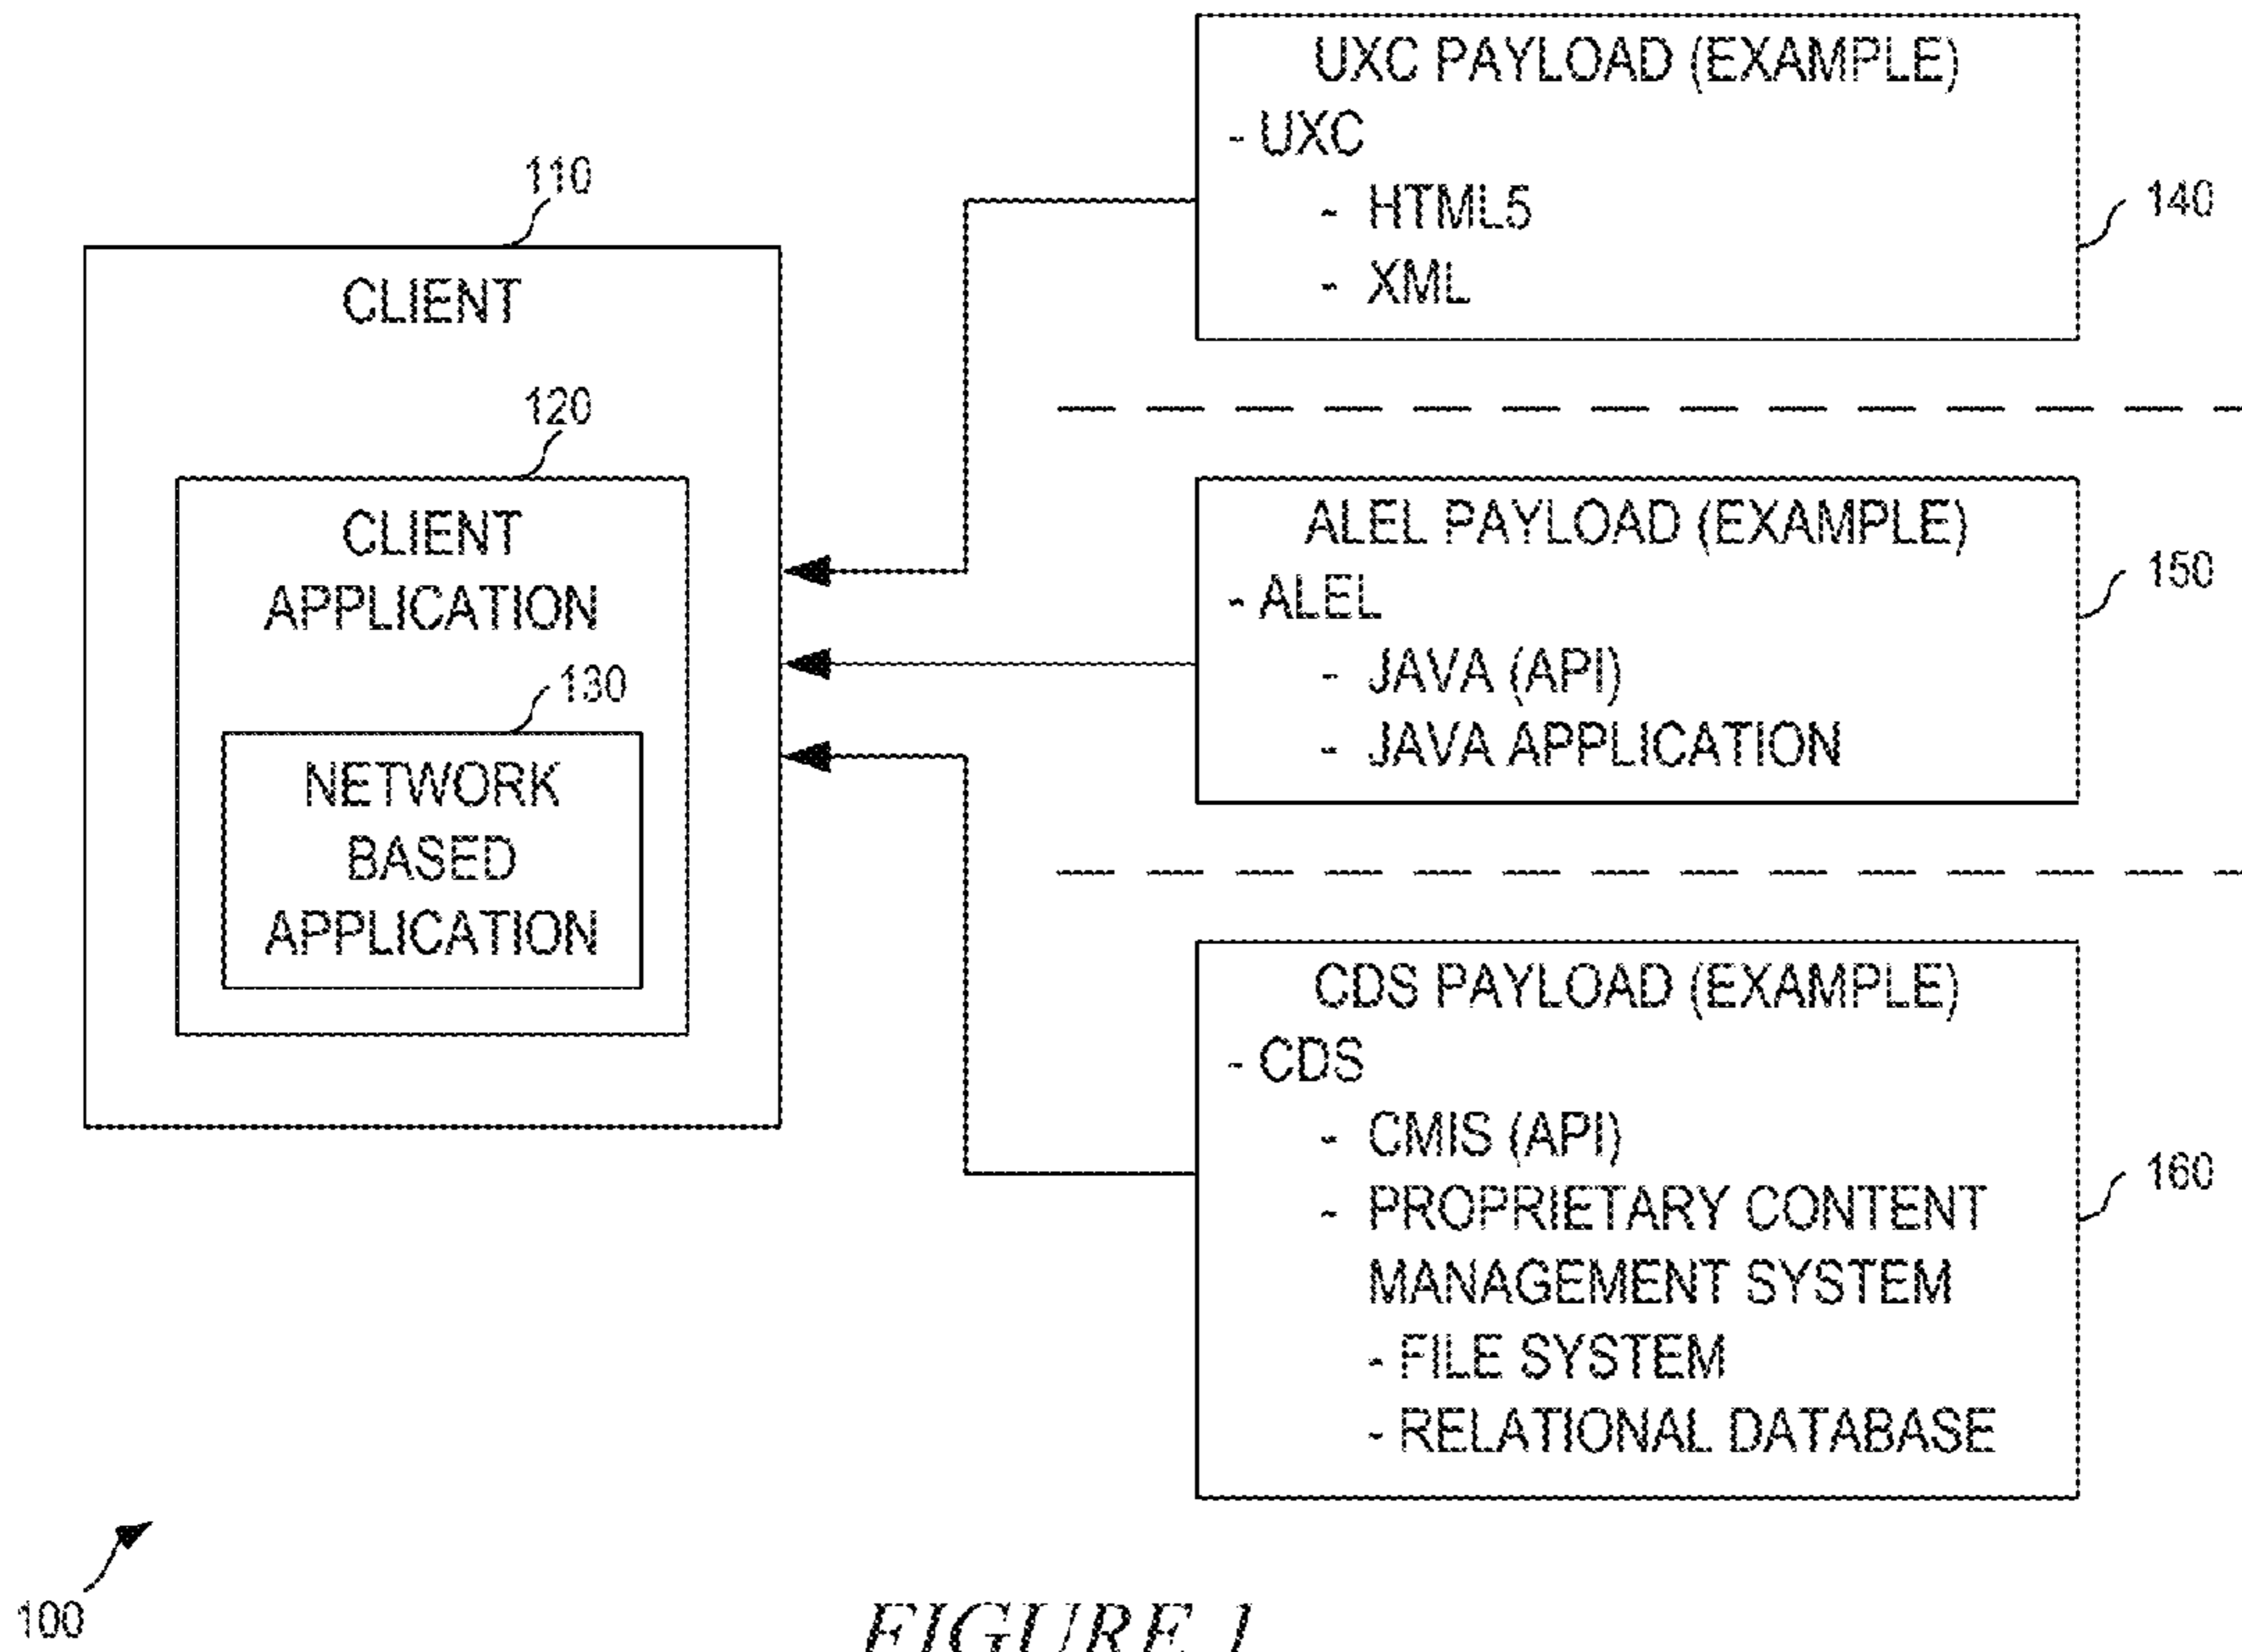 110
CLIENT
120
CLIENT
APPLICATION
130
NETWORK
BASED
APPLICATION
UXC PAYLOAD (EXAMPLE)
- UXC
- HTML5
- XML
140
ALEL PAYLOAD (EXAMPLE)
- ALEL
- JAVA (API)
- JAVA APPLICATION
150
CDS PAYLOAD (EXAMPLE)
- CDS
- CMIS (API)
- PROPRIETARY CONTENT
MANAGEMENT SYSTEM
- FILE SYSTEM
- RELATIONAL DATABASE
160
100
FIGURE 1